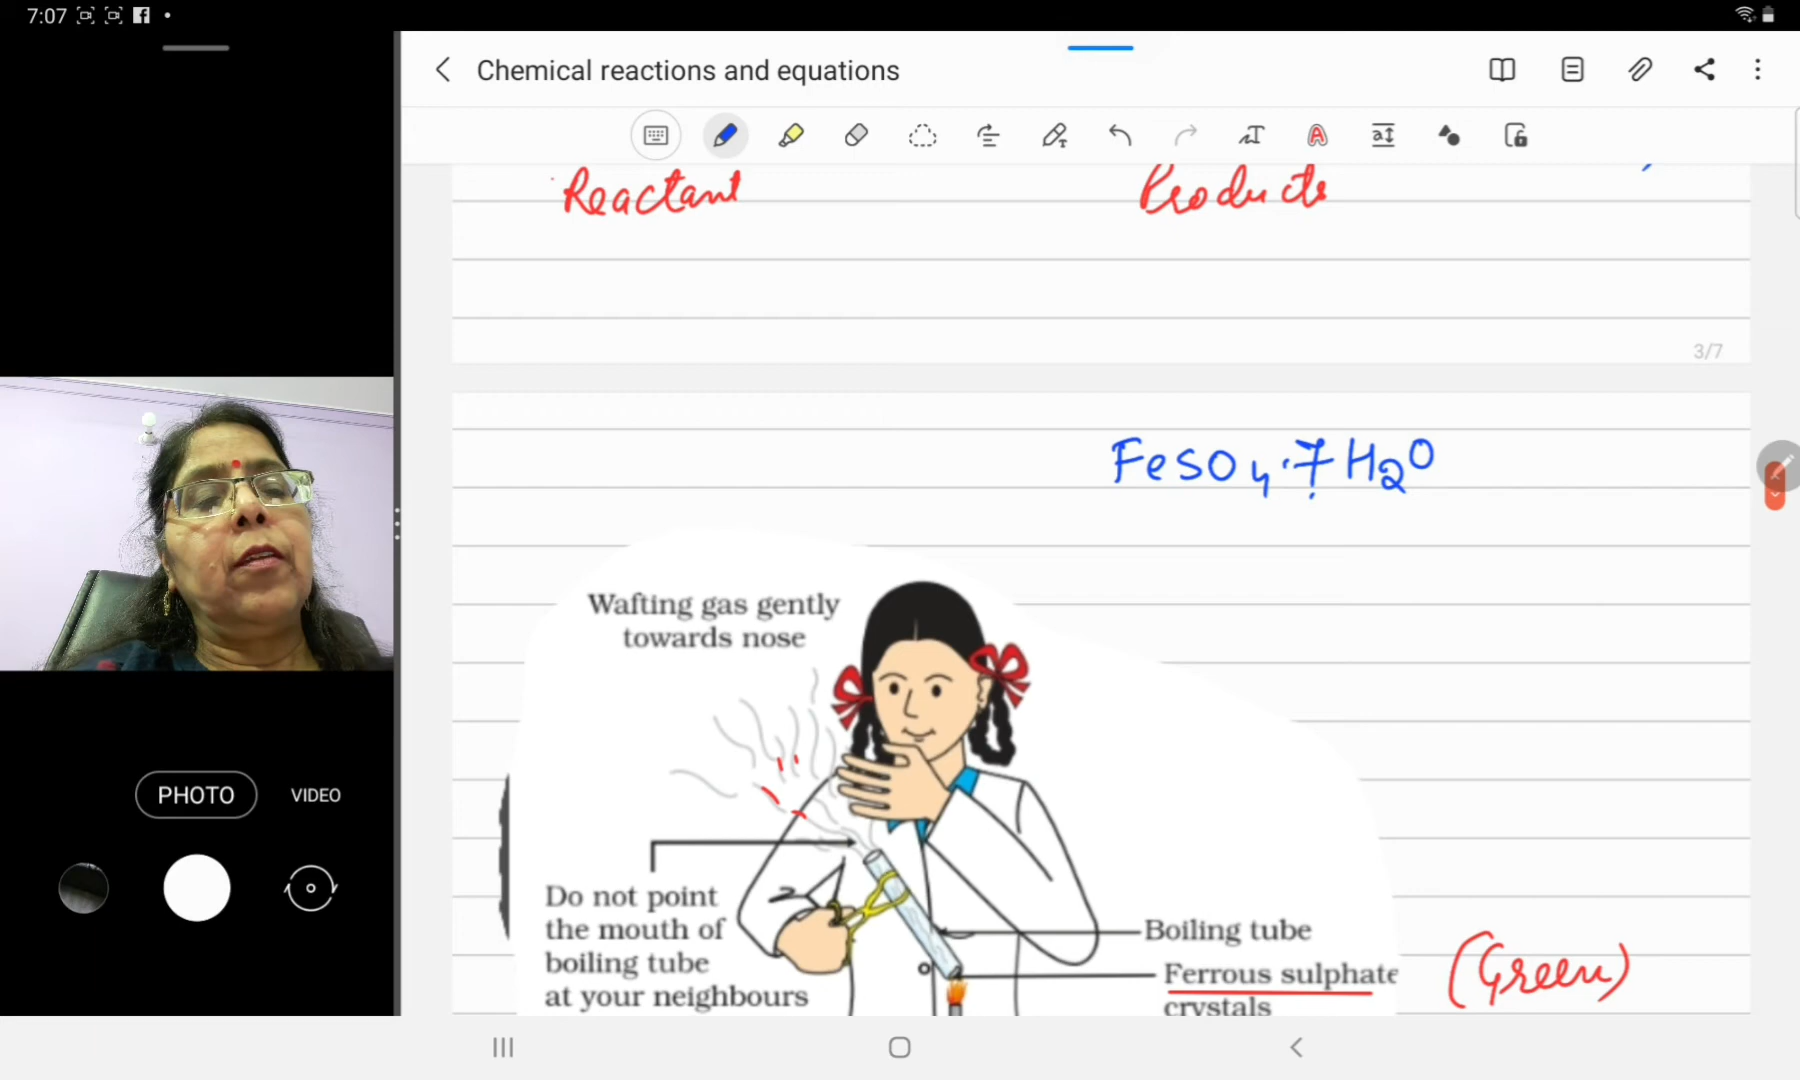 7:07
Chemical reactions and equations
Reactant Products
3/7
FeSO4.7H2O
Wafting gas gently
towards nose
Do not point
the mouth of
boiling tube
at your neighbours
Boiling tube
Ferrous sulphate
crystals
(Green)
PHOTO VIDEO